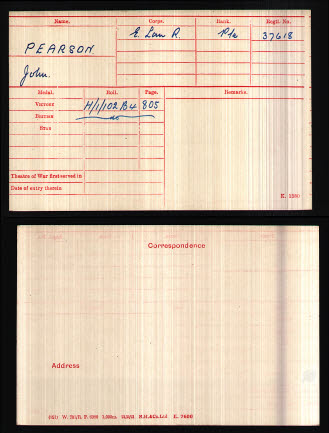 Name. Corps. Rank. Regtl. No.
PEARSON E. Lan R. Pte 37618
John.
Medal. Roll. Page. Remarks.
Victory H/1/102 B4 805
British do
Star
Theatre of War first served in
Date of entry therein
K. 1380
Correspondence
Address